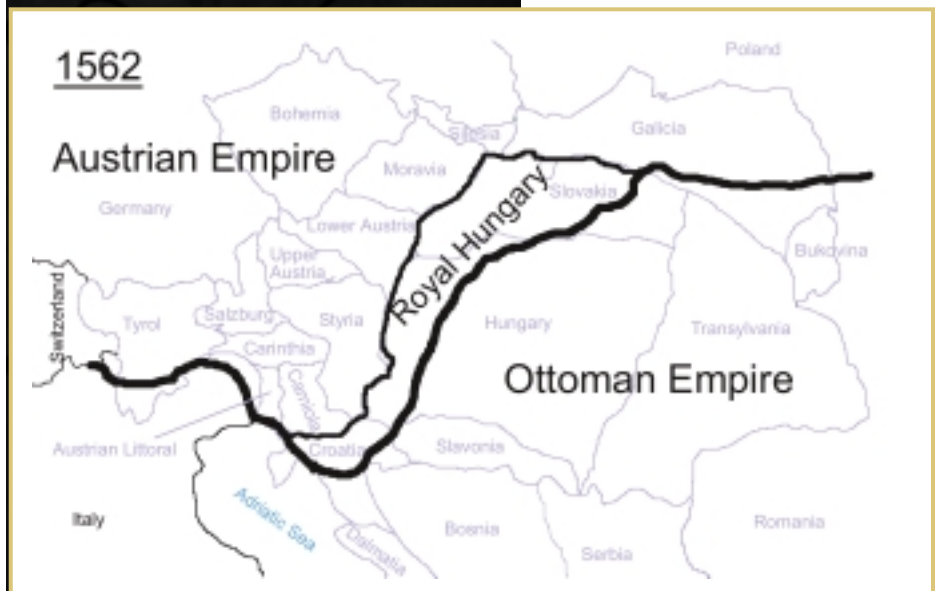 1562
Poland
Bohemia
Silesia
Galicia
Austrian Empire
Moravia
Slovakia
Germany
Lower Austria
Royal Hungary
Upper
Austria
Bukovina
Switzerland
Tyrol
Salzburg
Styria
Hungary
Transylvania
Carinthia
Ottoman Empire
Carniola
Austrian Littoral
Croatia
Slavonia
Italy
Adriatic Sea
Dalmatia
Bosnia
Serbia
Romania